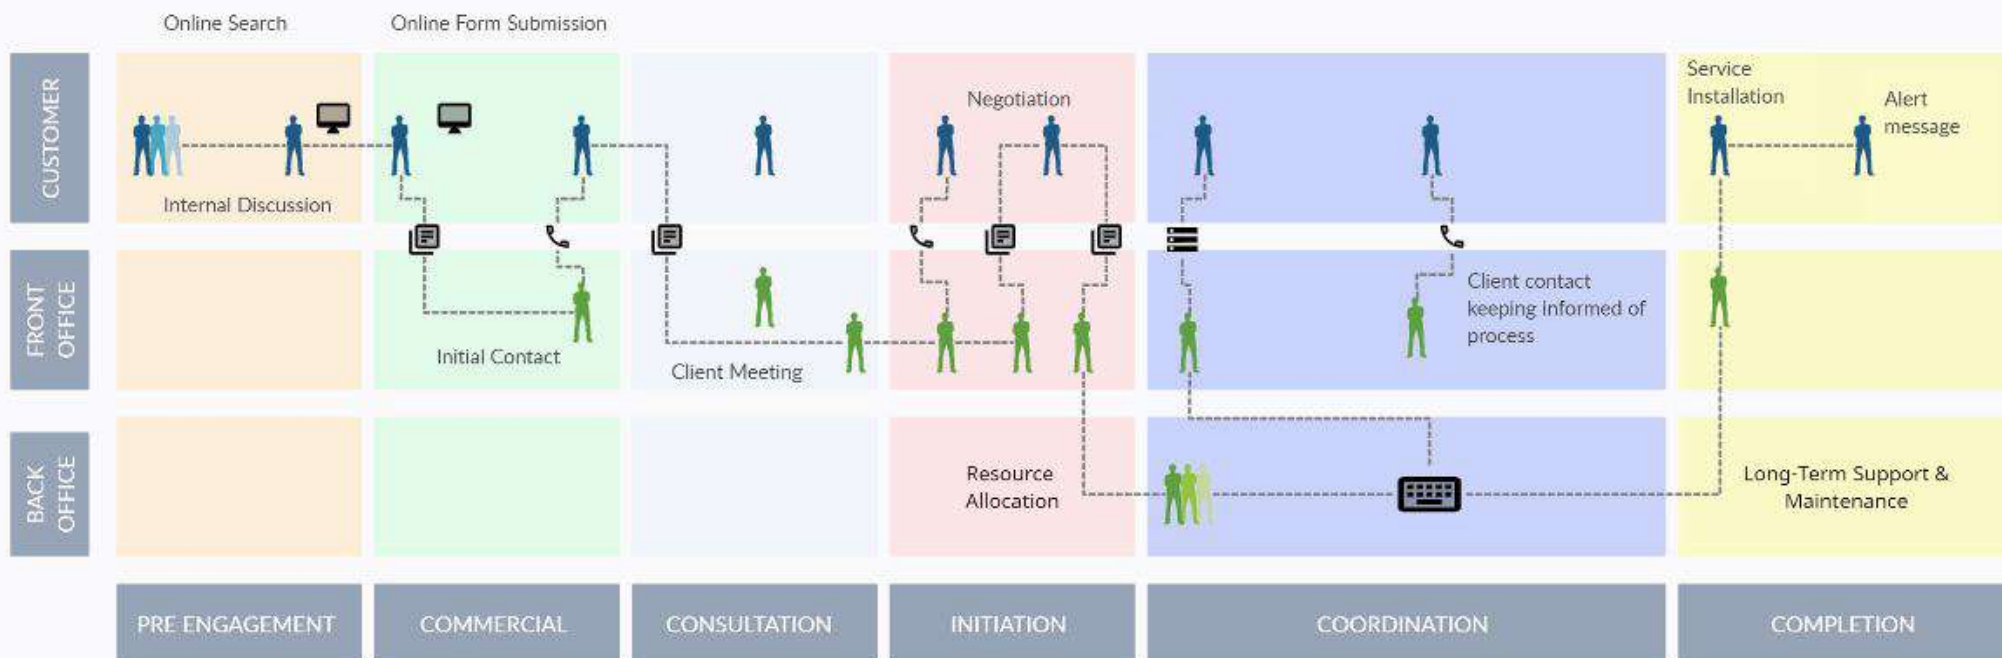 Online Search
Online Form Submission
CUSTOMER
Internal Discussion
Negotiation
Service
Installation
Alert
message
FRONT
OFFICE
Initial Contact
Client Meeting
Client contact
keeping informed of
process
BACK
OFFICE
Resource
Allocation
Long-Term Support &
Maintenance
PRE ENGAGEMENT
COMMERCIAL
CONSULTATION
INITIATION
COORDINATION
COMPLETION